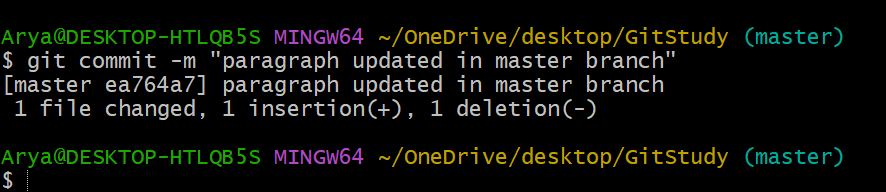 Arya@DESKTOP-HTLQB5S MINGW64 ~/OneDrive/desktop/GitStudy (master)
$ git commit -m "paragraph updated in master branch"
[master ea764a7] paragraph updated in master branch
 1 file changed, 1 insertion(+), 1 deletion(-)

Arya@DESKTOP-HTLQB5S MINGW64 ~/OneDrive/desktop/GitStudy (master)
$